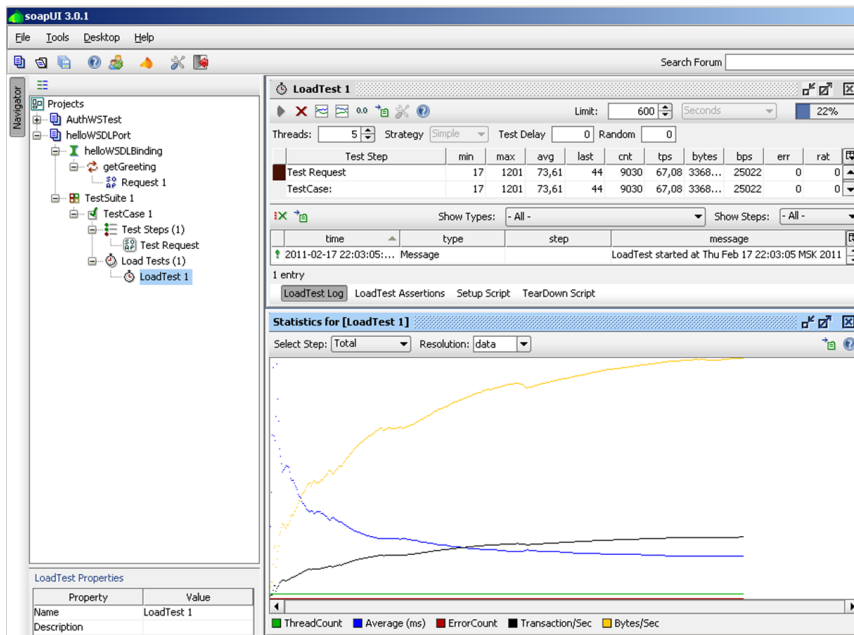 soapUI 3.0.1
File Tools Desktop Help
Search Forum
Navigator
Projects
AuthWSTest
helloWSDLPort
helloWSDLBinding
getGreeting
Request 1
TestSuite 1
TestCase 1
Test Steps (1)
Test Request
Load Tests (1)
LoadTest 1
LoadTest Properties
Property Value
Name LoadTest 1
Description
LoadTest 1
0.0 Limit: 600 Seconds 22%
Threads: 5 Strategy Simple Test Delay 0 Random 0
Test Step min max avg last cnt tps bytes bps err rat
Test Request 17 1201 73,61 44 9030 67,08 3368... 25022 0 0
TestCase: 17 1201 73,61 44 9030 67,08 3368... 25022 0 0
Show Types: - All - Show Steps: - All -
time type step message
2011-02-17 22:03:05:... Message LoadTest started at Thu Feb 17 22:03:05 MSK 2011
1 entry
LoadTest Log LoadTest Assertions Setup Script TearDown Script
Statistics for [LoadTest 1]
Select Step: Total Resolution: data
ThreadCount Average (ms) ErrorCount Transaction/Sec Bytes/Sec